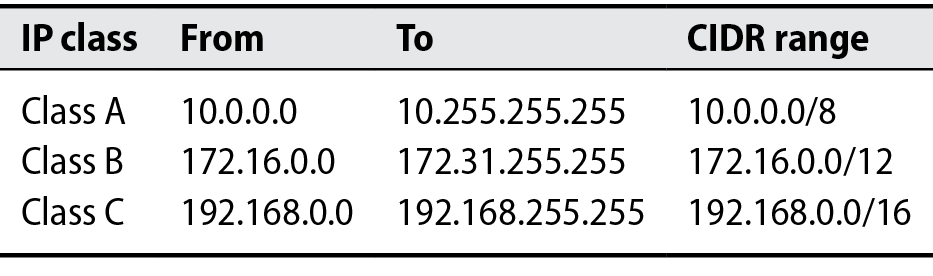 IP class From To CIDR range
Class A 10.0.0.0 10.255.255.255 10.0.0.0/8
Class B 172.16.0.0 172.31.255.255 172.16.0.0/12
Class C 192.168.0.0 192.168.255.255 192.168.0.0/16